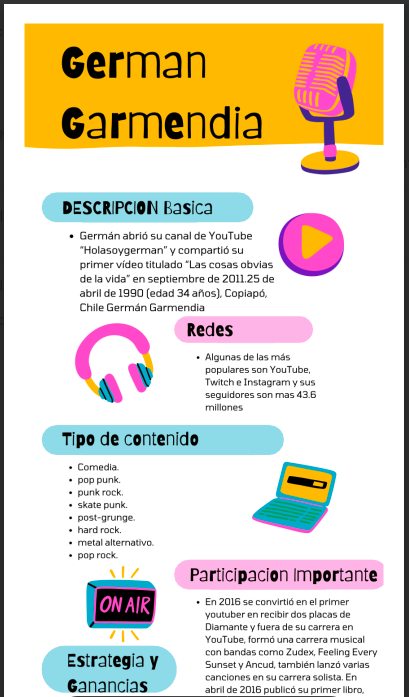 German
Garmendia
DESCRIPCION Basica
• Germán abrió su canal de YouTube
"Holasoygerman" y compartió su
primer vídeo titulado "Las cosas obvias
de la vida" en septiembre de 2011.25 de
abril de 1990 (edad 34 años), Copiapó,
Chile Germán Garmendia
Redes
• Algunas de las más
populares son YouTube,
Twitch e Instagram y sus
seguidores son mas 43.6
millones
Tipo de contenido
• Comedia.
• pop punk.
• punk rock.
• skate punk.
• post-grunge.
• hard rock.
• metal alternativo.
• pop rock.
Participacion Importante
ON AIR
• En 2016 se convirtió en el primer
youtuber en recibir dos placas de
Diamante y fuera de su carrera en
YouTube, formó una carrera musical
con bandas como Zudex, Feeling Every
Sunset y Ancud, también lanzó varias
canciones en su carrera solista. En
abril de 2016 publicó su primer libro,
Estrategia y
Ganancias